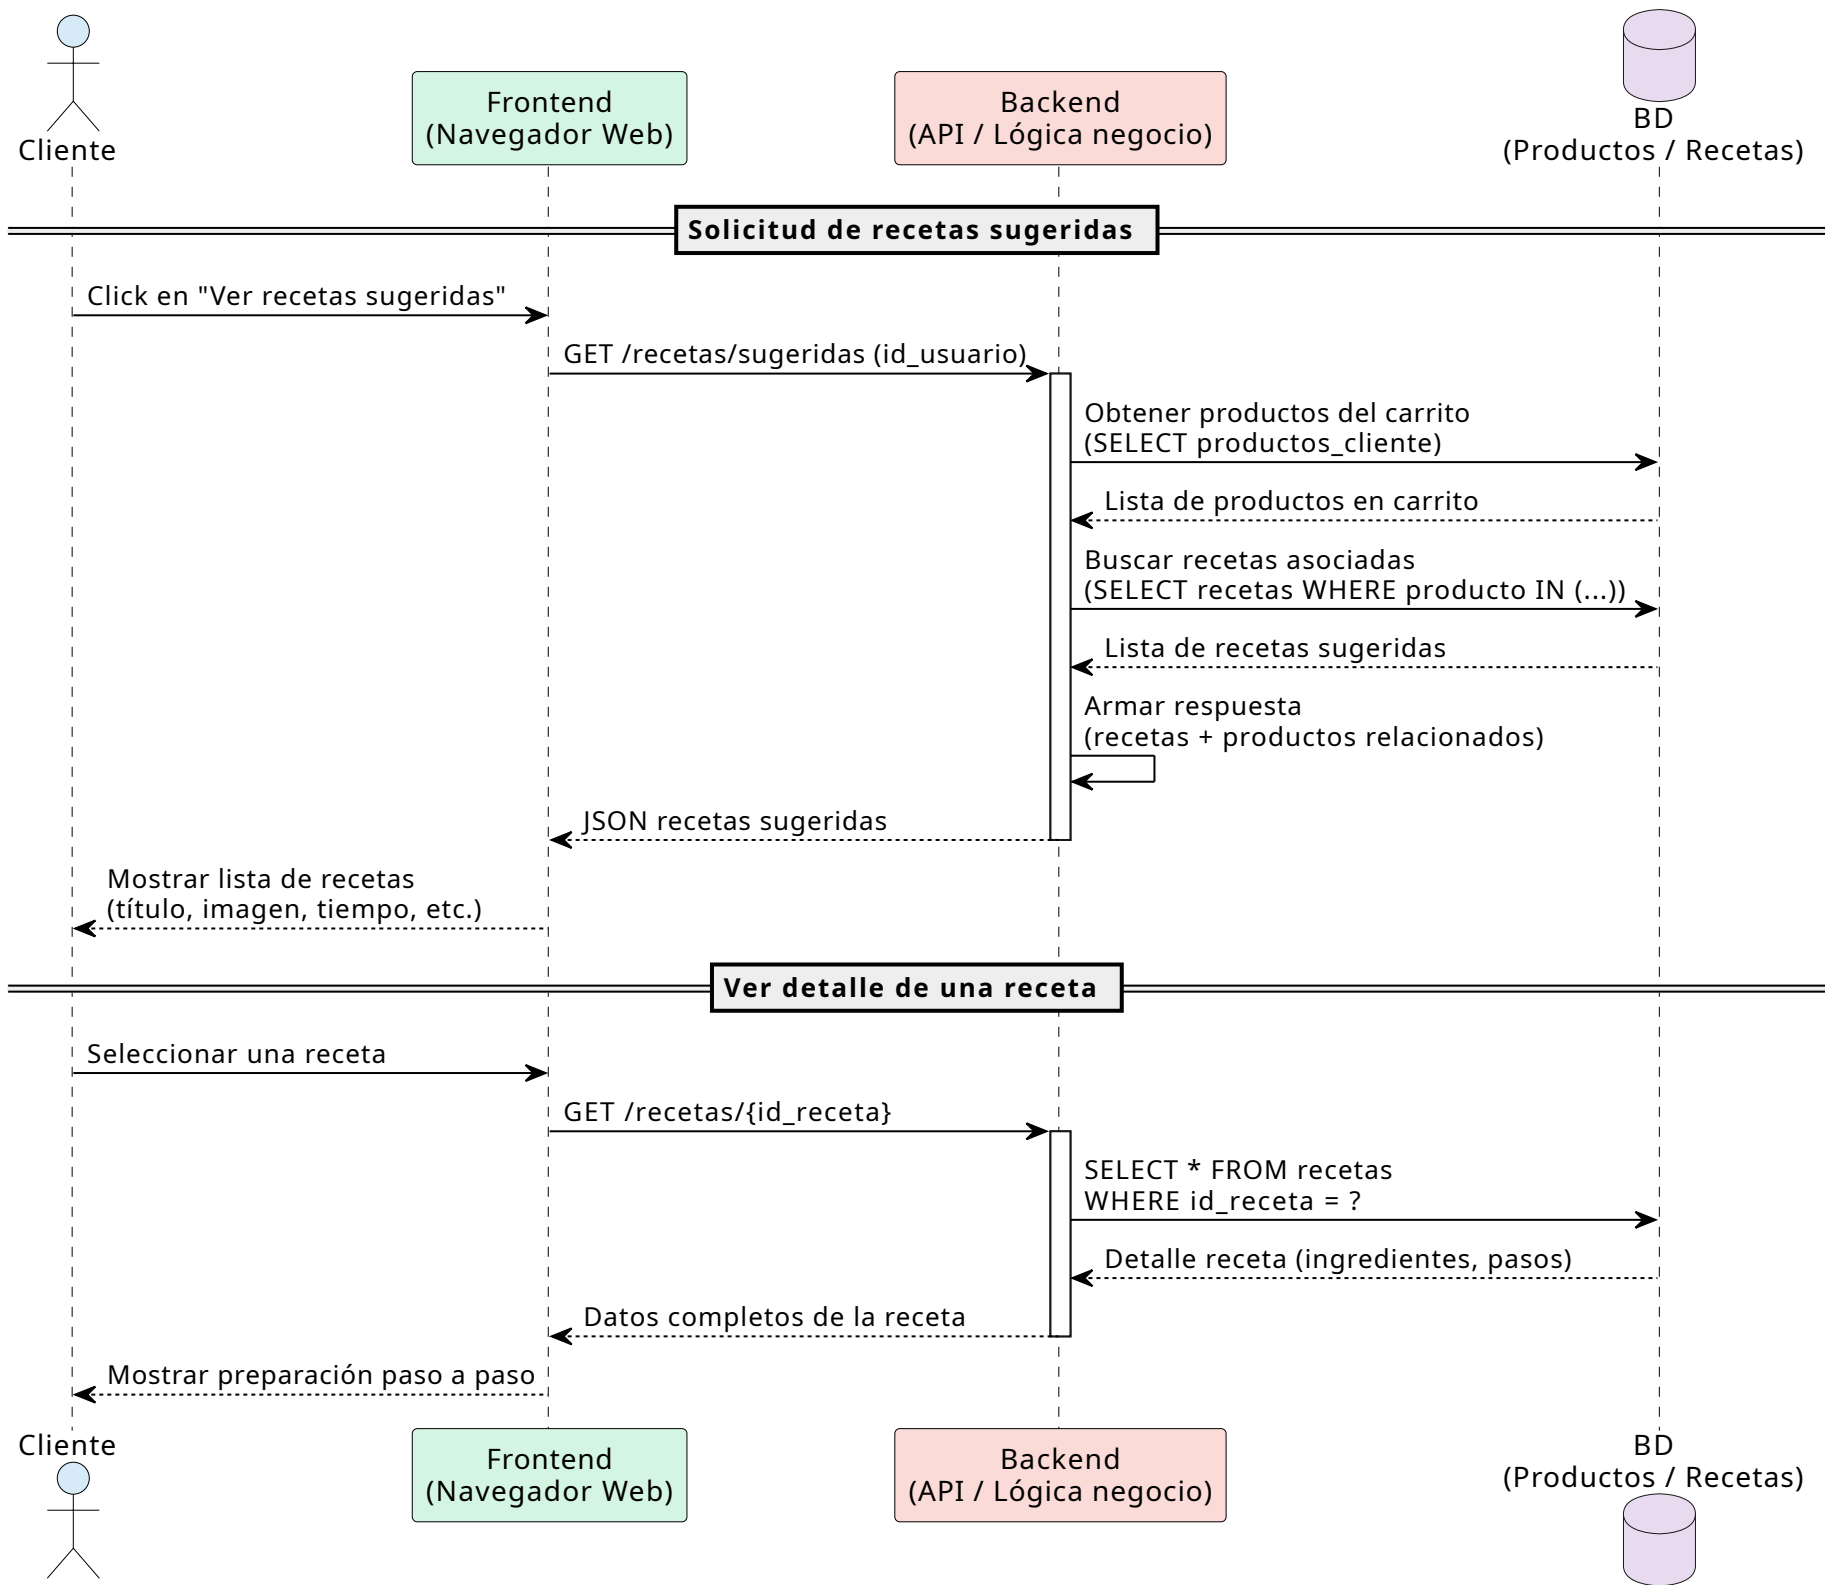 Cliente
Frontend
(Navegador Web)
Backend
(API / Lógica negocio)
BD
(Productos / Recetas)
Solicitud de recetas sugeridas
Click en "Ver recetas sugeridas"
GET /recetas/sugeridas (id_usuario)
Obtener productos del carrito
(SELECT productos_cliente)
Lista de productos en carrito
Buscar recetas asociadas
(SELECT recetas WHERE producto IN (...))
Lista de recetas sugeridas
Armar respuesta
(recetas + productos relacionados)
JSON recetas sugeridas
Mostrar lista de recetas
(título, imagen, tiempo, etc.)
Ver detalle de una receta
Seleccionar una receta
GET /recetas/{id_receta}
SELECT * FROM recetas
WHERE id_receta = ?
Detalle receta (ingredientes, pasos)
Datos completos de la receta
Mostrar preparación paso a paso
Cliente
Frontend
(Navegador Web)
Backend
(API / Lógica negocio)
BD
(Productos / Recetas)